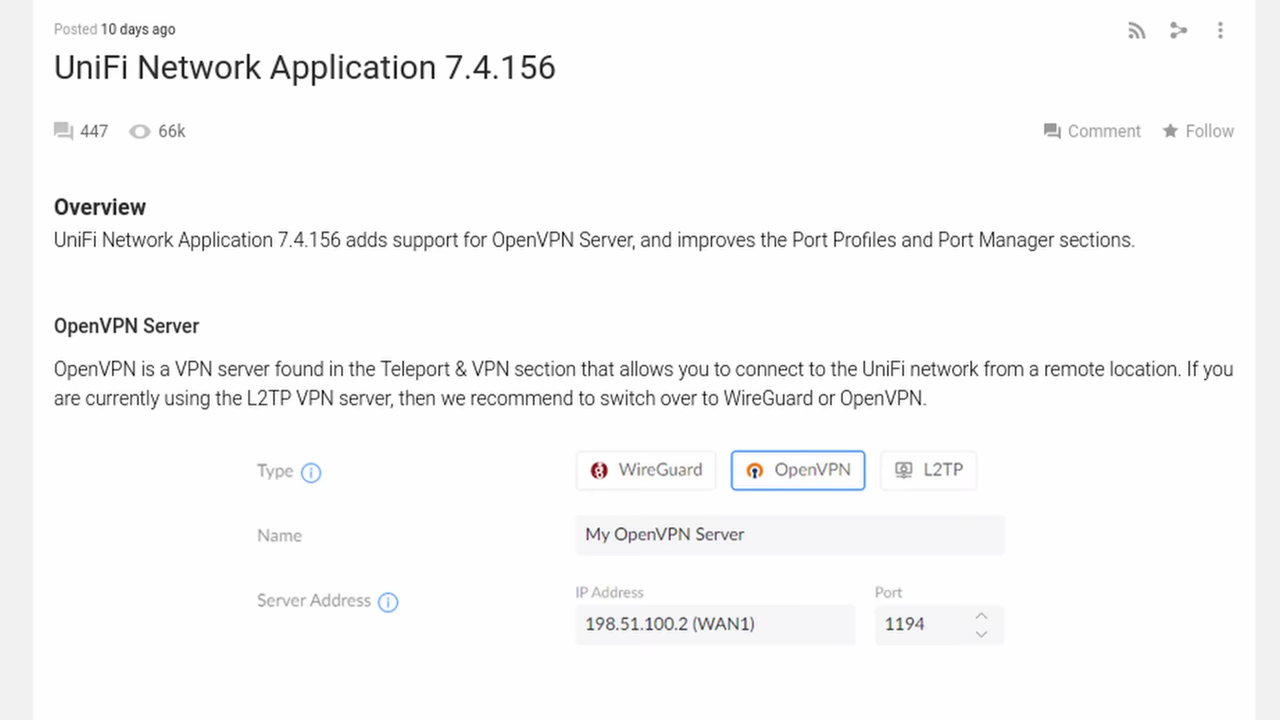 Posted 10 days ago
UniFi Network Application 7.4.156
447 66k Comment Follow
Overview
UniFi Network Application 7.4.156 adds support for OpenVPN Server, and improves the Port Profiles and Port Manager sections.
OpenVPN Server
OpenVPN is a VPN server found in the Teleport & VPN section that allows you to connect to the UniFi network from a remote location. If you
are currently using the L2TP VPN server, then we recommend to switch over to WireGuard or OpenVPN.
Type WireGuard OpenVPN L2TP
Name My OpenVPN Server
IP Address Port
Server Address 198.51.100.2 (WAN1) 1194